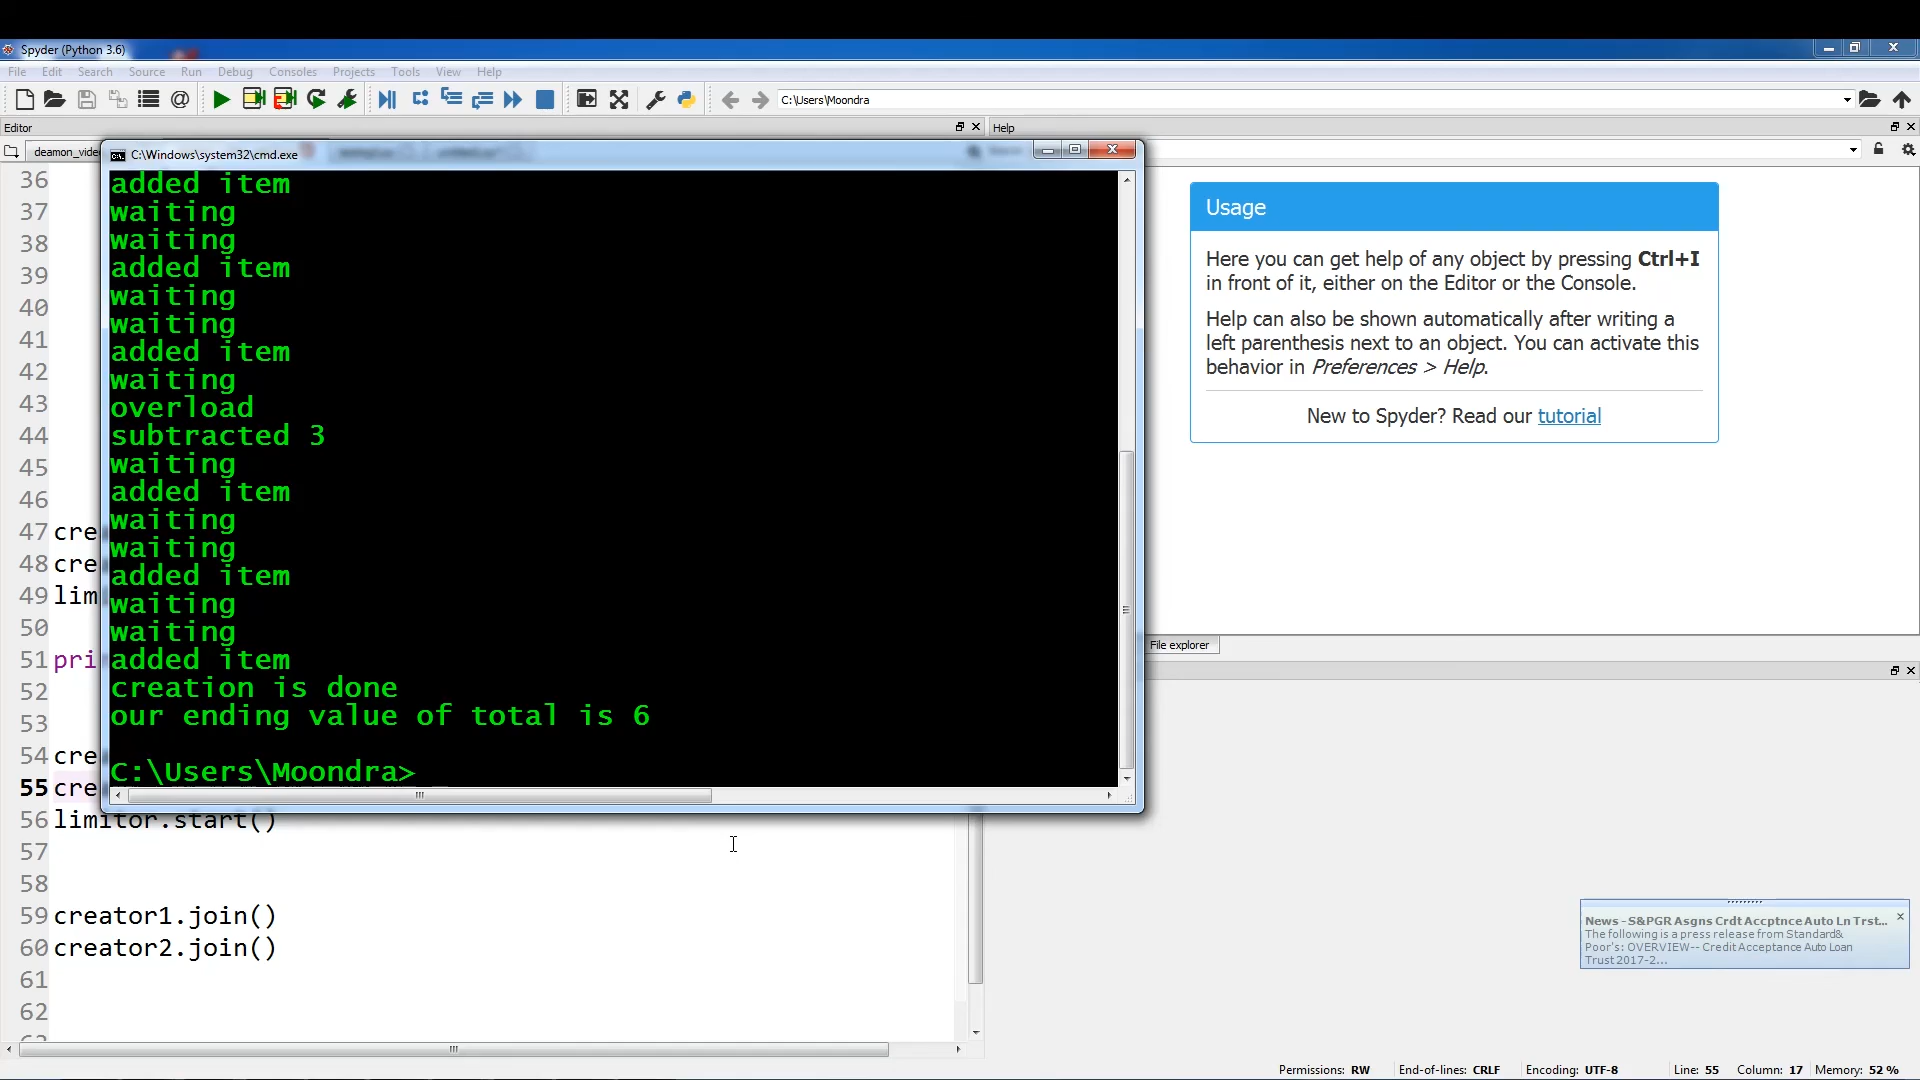 Spyder (Python 3.6)
File Edit Search Source Run Debug Consoles Projects Tools View Help
C:\Users\Moondra
Editor
Help
deamon_vide
C:\Windows\system32\cmd.exe
36
37
38
39
40
41
42
43
44
45
46
47 cre
48 cre
49 lim
50
51 pri
52
53
54 cre
55 cre
56 limitor.start()
57
58
59 creator1.join()
60 creator2.join()
61
62
added item
waiting
waiting
added item
waiting
waiting
added item
waiting
overload
subtracted 3
waiting
added item
waiting
waiting
added item
waiting
waiting
added item
creation is done
our ending value of total is 6
C:\Users\Moondra>
Usage
Here you can get help of any object by pressing Ctrl+I
in front of it, either on the Editor or the Console.
Help can also be shown automatically after writing a
left parenthesis next to an object. You can activate this
behavior in Preferences > Help.
New to Spyder? Read our tutorial
File explorer
News - S&PGR Asgns Crdt Accptnce Auto Ln Trst...
The following is a press release from Standard&
Poor's: OVERVIEW-- Credit Acceptance Auto Loan
Trust 2017-2...
Permissions: RW End-of-lines: CRLF Encoding: UTF-8 Line: 55 Column: 17 Memory: 52 %